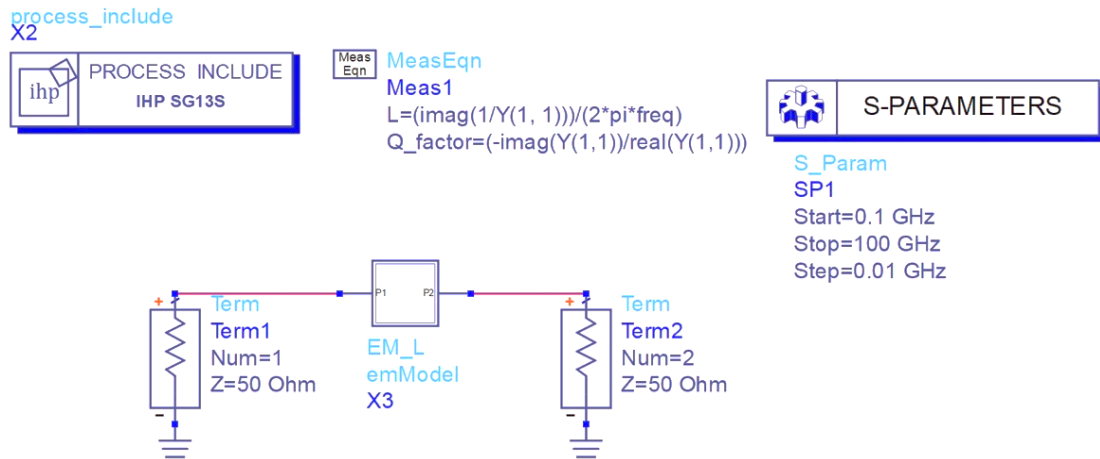 process_include
X2
ihp
PROCESS INCLUDE
IHP SG13S
Meas
Eqn
MeasEqn
Meas1
L=(imag(1/Y(1, 1)))/(2*pi*freq)
Q_factor=(-imag(Y(1,1))/real(Y(1,1)))
S-PARAMETERS
S_Param
SP1
Start=0.1 GHz
Stop=100 GHz
Step=0.01 GHz
+
Term
Term1
Num=1
Z=50 Ohm
-
P1
P2
EM_L
emModel
X3
+
Term
Term2
Num=2
Z=50 Ohm
-